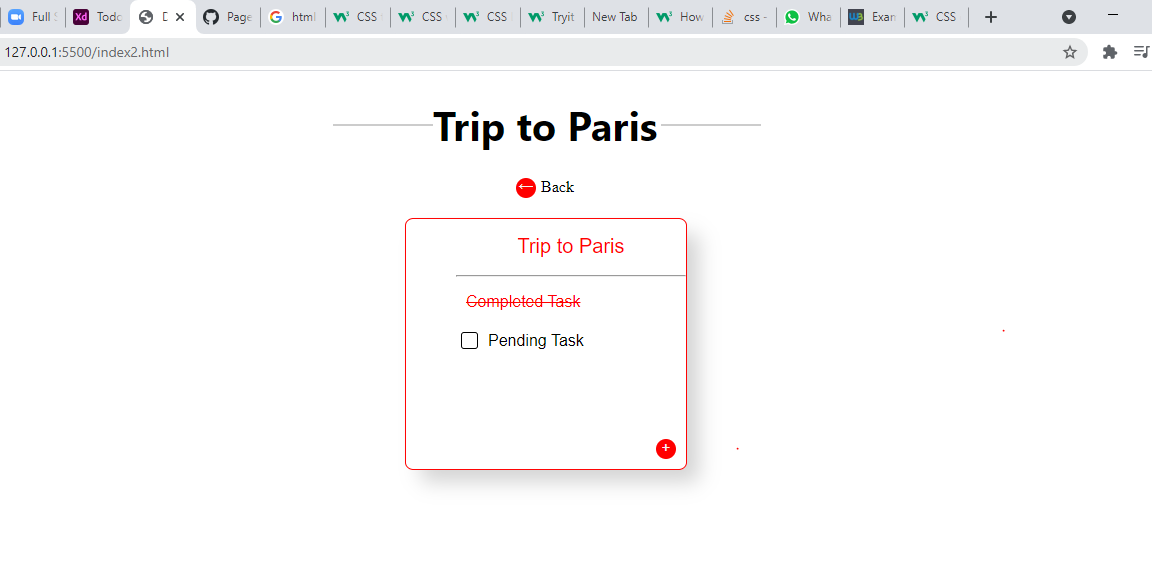 Full S Todo D Page html CSS CSS CSS Tryit New Tab How css - Wha Exan CSS
127.0.0.1:5500/index2.html
Trip to Paris
← Back
Trip to Paris
Completed Task
Pending Task
+